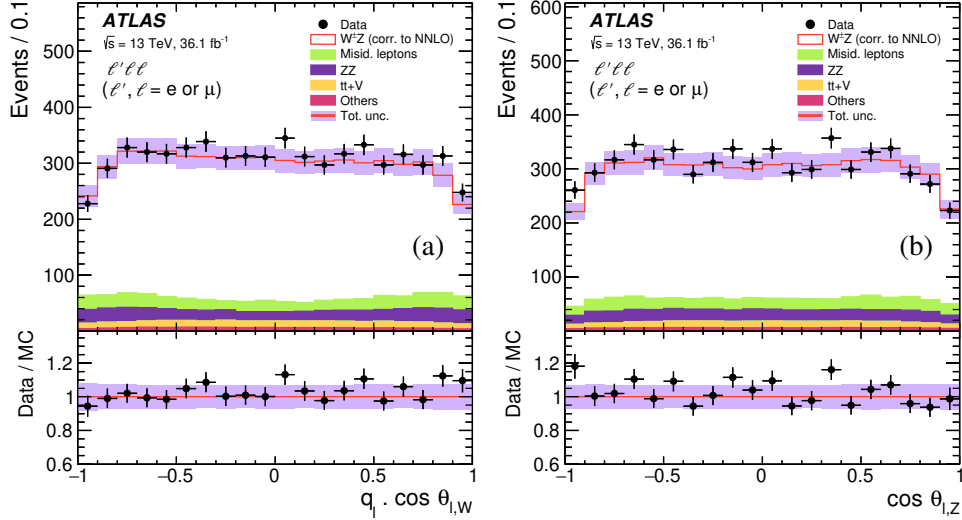 ATLAS
√s = 13 TeV, 36.1 fb⁻¹
ℓ′ℓℓ
(ℓ′, ℓ = e or μ)
Data
W±Z (corr. to NNLO)
Misid. leptons
ZZ
tt+V
Others
Tot. unc.
Events / 0.1
500
400
300
200
100
(a)
Data / MC
1.2
1
0.8
0.6
−1
−0.5
0
0.5
1
q_l . cos θ_l,W
ATLAS
√s = 13 TeV, 36.1 fb⁻¹
ℓ′ℓℓ
(ℓ′, ℓ = e or μ)
Data
W±Z (corr. to NNLO)
Misid. leptons
ZZ
tt+V
Others
Tot. unc.
Events / 0.1
600
500
400
300
200
100
(b)
Data / MC
1.2
1
0.8
0.6
−1
−0.5
0
0.5
1
cos θ_l,Z